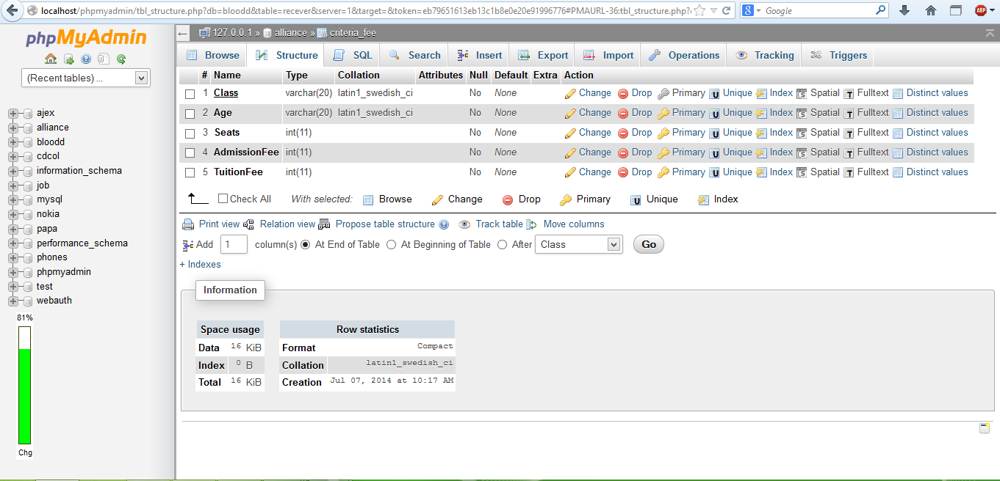 localhost/phpmyadmin/tbl_structure.php?db=bloodd&table=recever&server=1&target=&token=eb79651613eb13c1b8e0e20e91996776#PMAURL-36:tbl_structure.php?
Google
ABP
phpMyAdmin
(Recent tables) ...
ajex
alliance
bloodd
cdcol
information_schema
job
mysql
nokia
papa
performance_schema
phones
phpmyadmin
test
webauth
81%
Chg
127.0.0.1 » alliance » criteria_fee
Browse Structure SQL Search Insert Export Import Operations Tracking Triggers
# Name Type Collation Attributes Null Default Extra Action
1 Class varchar(20) latin1_swedish_ci No None Change Drop Primary Unique Index Spatial Fulltext Distinct values
2 Age varchar(20) latin1_swedish_ci No None Change Drop Primary Unique Index Spatial Fulltext Distinct values
3 Seats int(11) No None Change Drop Primary Unique Index Spatial Fulltext Distinct values
4 AdmissionFee int(11) No None Change Drop Primary Unique Index Spatial Fulltext Distinct values
5 TuitionFee int(11) No None Change Drop Primary Unique Index Spatial Fulltext Distinct values
Check All With selected: Browse Change Drop Primary Unique Index
Print view Relation view Propose table structure Track table Move columns
Add 1 column(s) At End of Table At Beginning of Table After Class Go
+ Indexes
Information
Space usage
Data 16 KiB
Index 0 B
Total 16 KiB
Row statistics
Format Compact
Collation latin1_swedish_ci
Creation Jul 07, 2014 at 10:17 AM